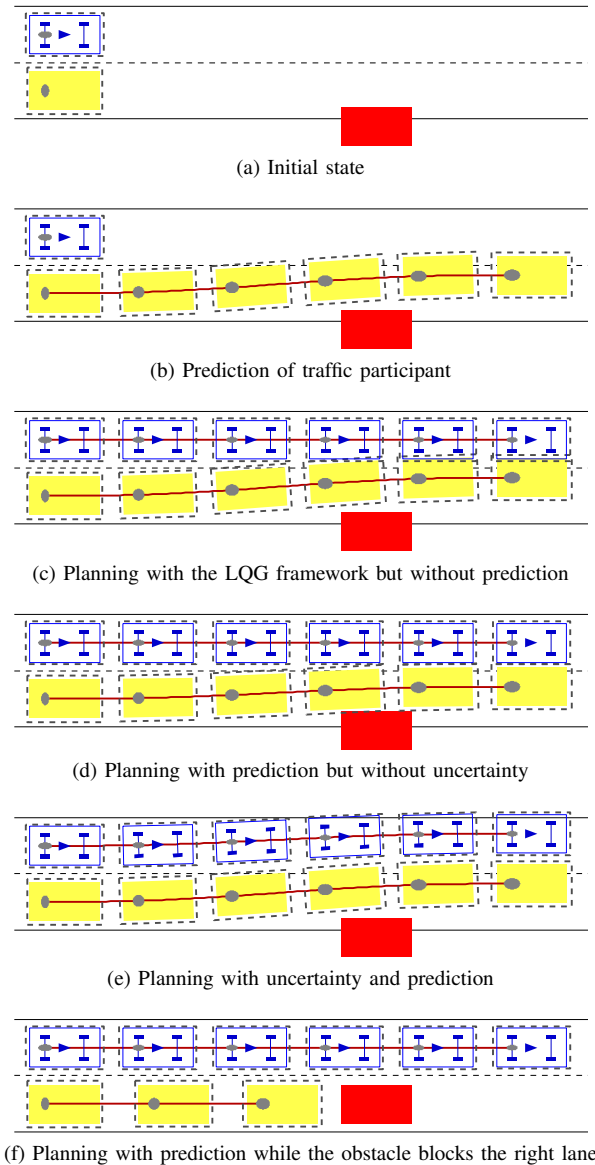 (a) Initial state
(b) Prediction of traffic participant
(c) Planning with the LQG framework but without prediction
(d) Planning with prediction but without uncertainty
(e) Planning with uncertainty and prediction
(f) Planning with prediction while the obstacle blocks the right lane